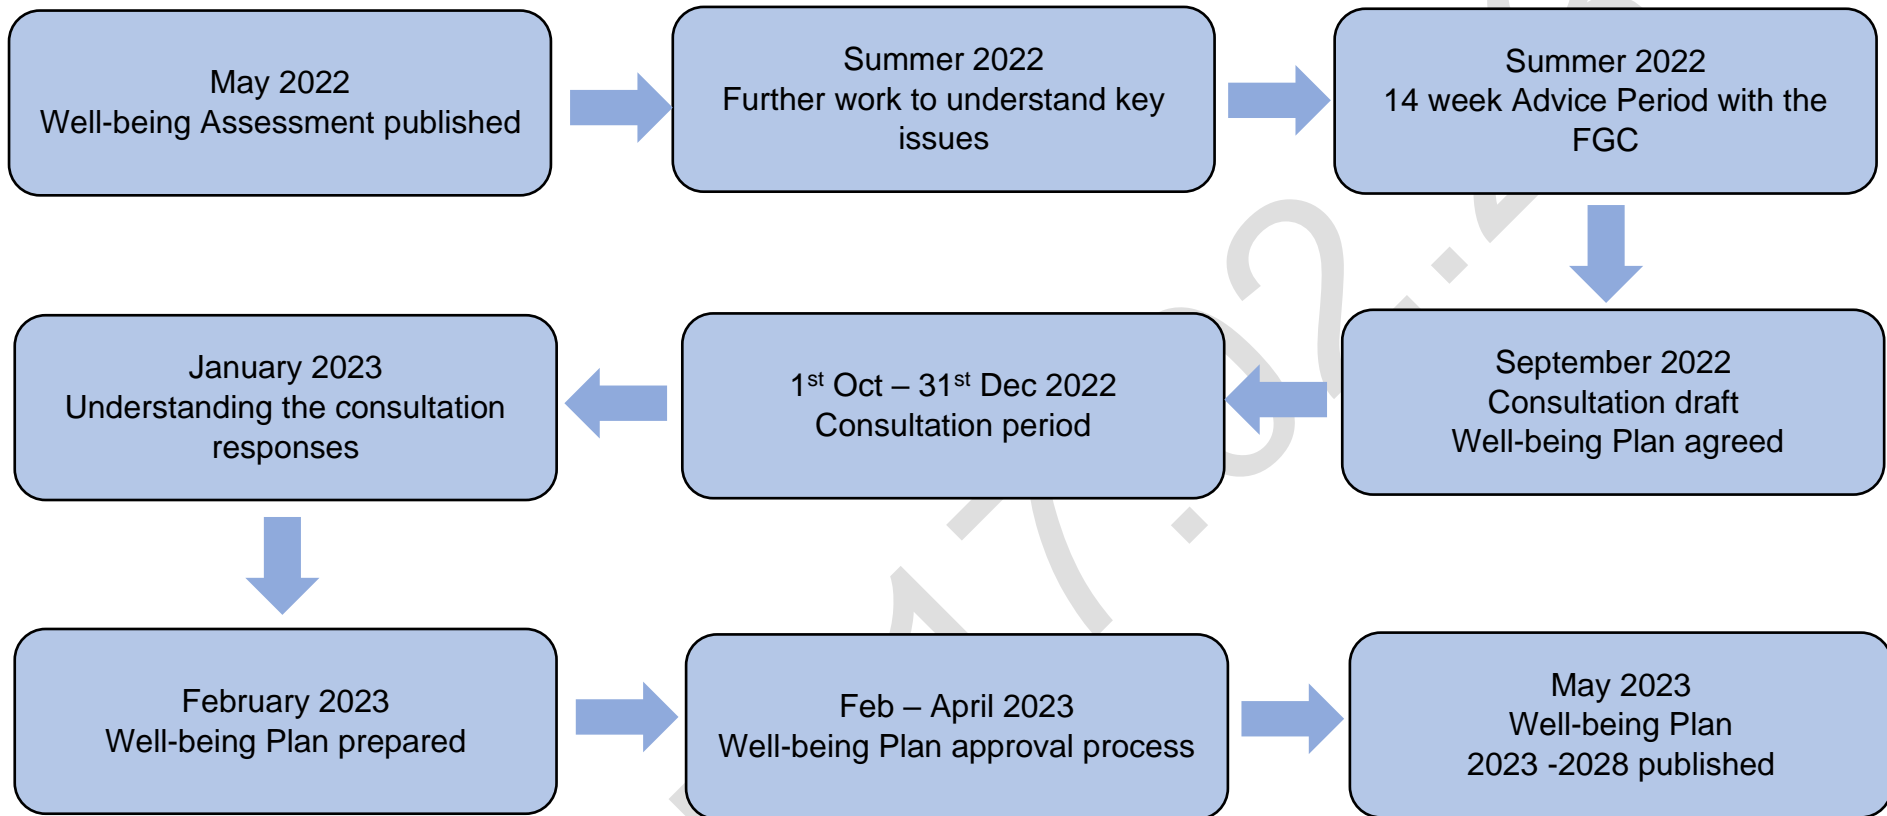 May 2022
Well-being Assessment published
Summer 2022
Further work to understand key
issues
Summer 2022
14 week Advice Period with the
FGC
September 2022
Consultation draft
Well-being Plan agreed
1st Oct – 31st Dec 2022
Consultation period
January 2023
Understanding the consultation
responses
February 2023
Well-being Plan prepared
Feb – April 2023
Well-being Plan approval process
May 2023
Well-being Plan
2023 -2028 published